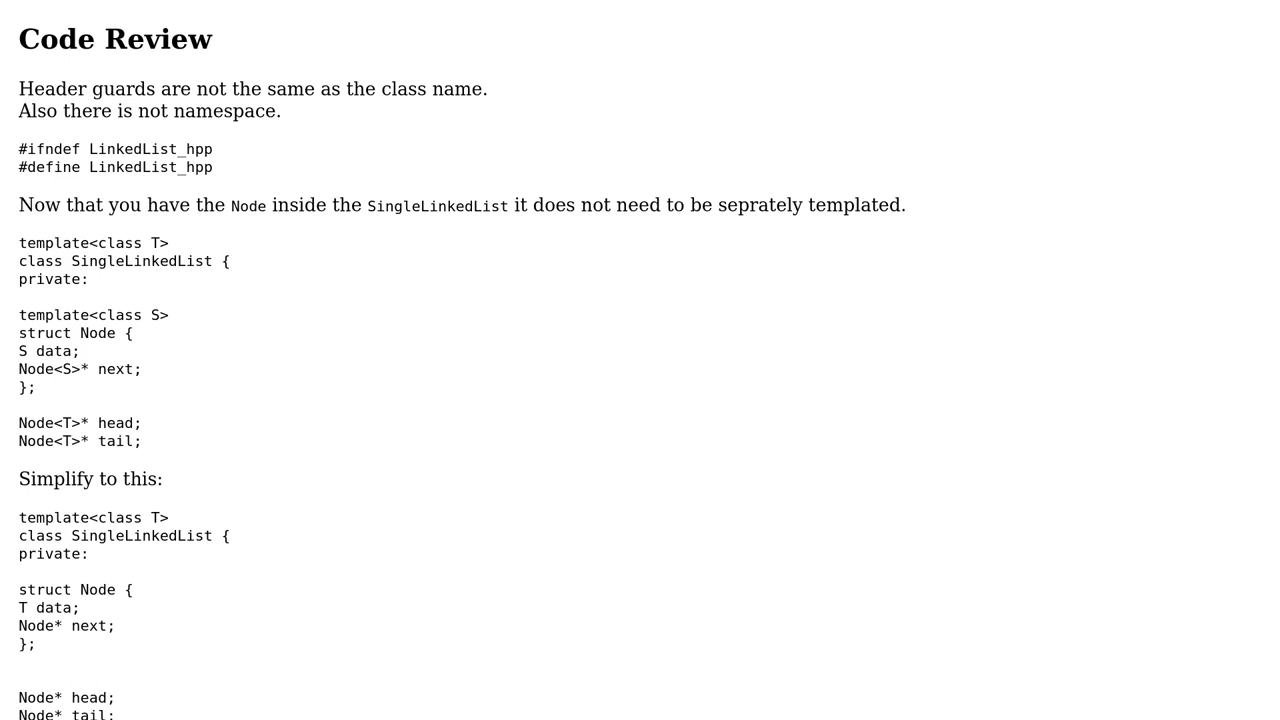 Code Review
Header guards are not the same as the class name.
Also there is not namespace.
#ifndef LinkedList_hpp
#define LinkedList_hpp
Now that you have the Node inside the SingleLinkedList it does not need to be seprately templated.
template<class T>
class SingleLinkedList {
private:
template<class S>
struct Node {
S data;
Node<S>* next;
};
Node<T>* head;
Node<T>* tail;
Simplify to this:
template<class T>
class SingleLinkedList {
private:
struct Node {
T data;
Node* next;
};
Node* head;
Node* tail;